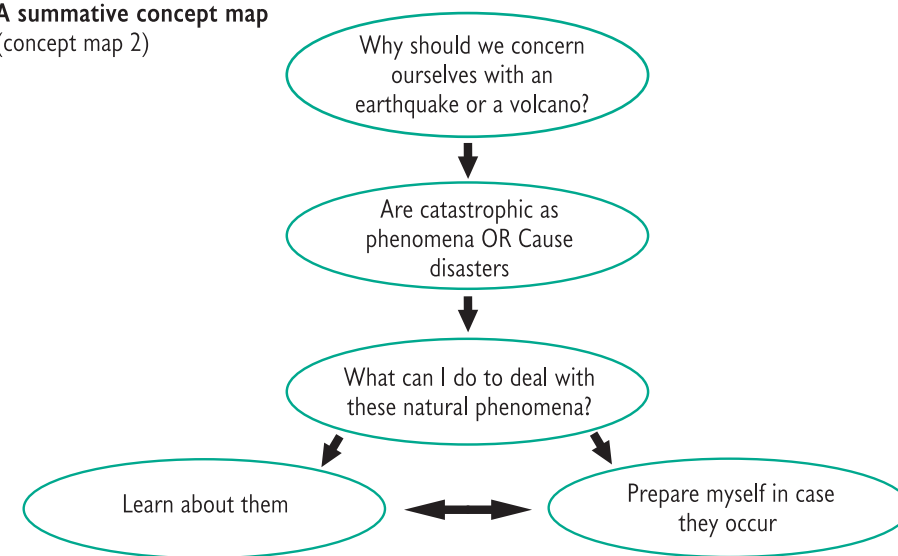 A summative concept map
(concept map 2)
Why should we concern
ourselves with an
earthquake or a volcano?
Are catastrophic as
phenomena OR Cause
disasters
What can I do to deal with
these natural phenomena?
Learn about them
Prepare myself in case
they occur